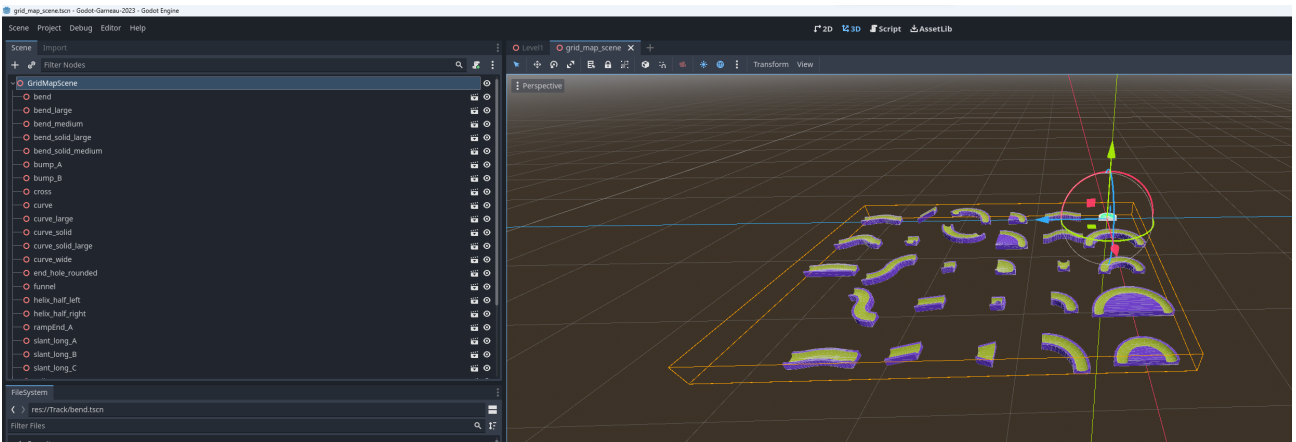 grid_map_scene.tscn - Godot-Gameau-2023 - Godot Engine
Scene Project Debug Editor Help
2D 3D Script AssetLib
Scene Import
Level1 grid_map_scene
Filter Nodes
Transform View
GridMapScene
Perspective
bend
bend_large
bend_medium
bend_solid_large
bend_solid_medium
bump_A
bump_B
cross
curve
curve_large
curve_solid
curve_solid_large
curve_wide
end_hole_rounded
funnel
helix_half_left
helix_half_right
rampEnd_A
slant_long_A
slant_long_B
slant_long_C
FileSystem
res://Track/bend.tscn
Filter Files